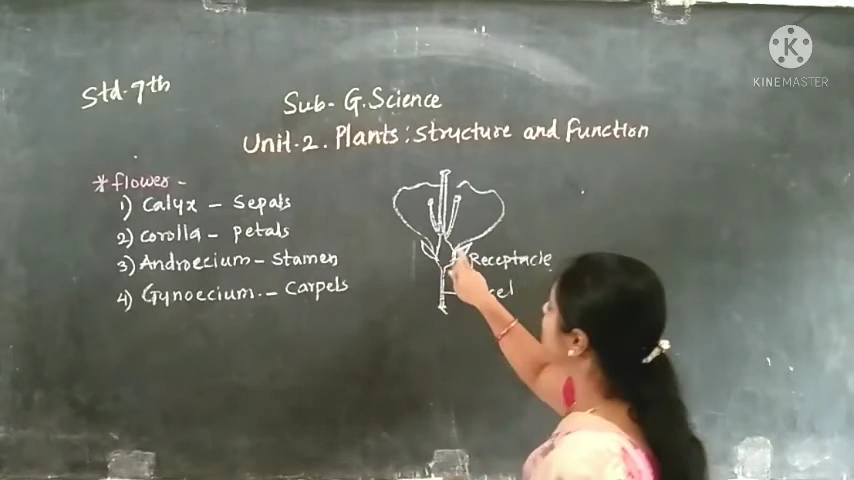 Std. 7th
Sub- G. Science
Unit. 2. Plants: Structure and function
*flower -
1) Calyx - Sepals
2) Corolla - petals
3) Androecium - Stamen
4) Gynoecium - Carpels
Receptacle
KINEMASTER